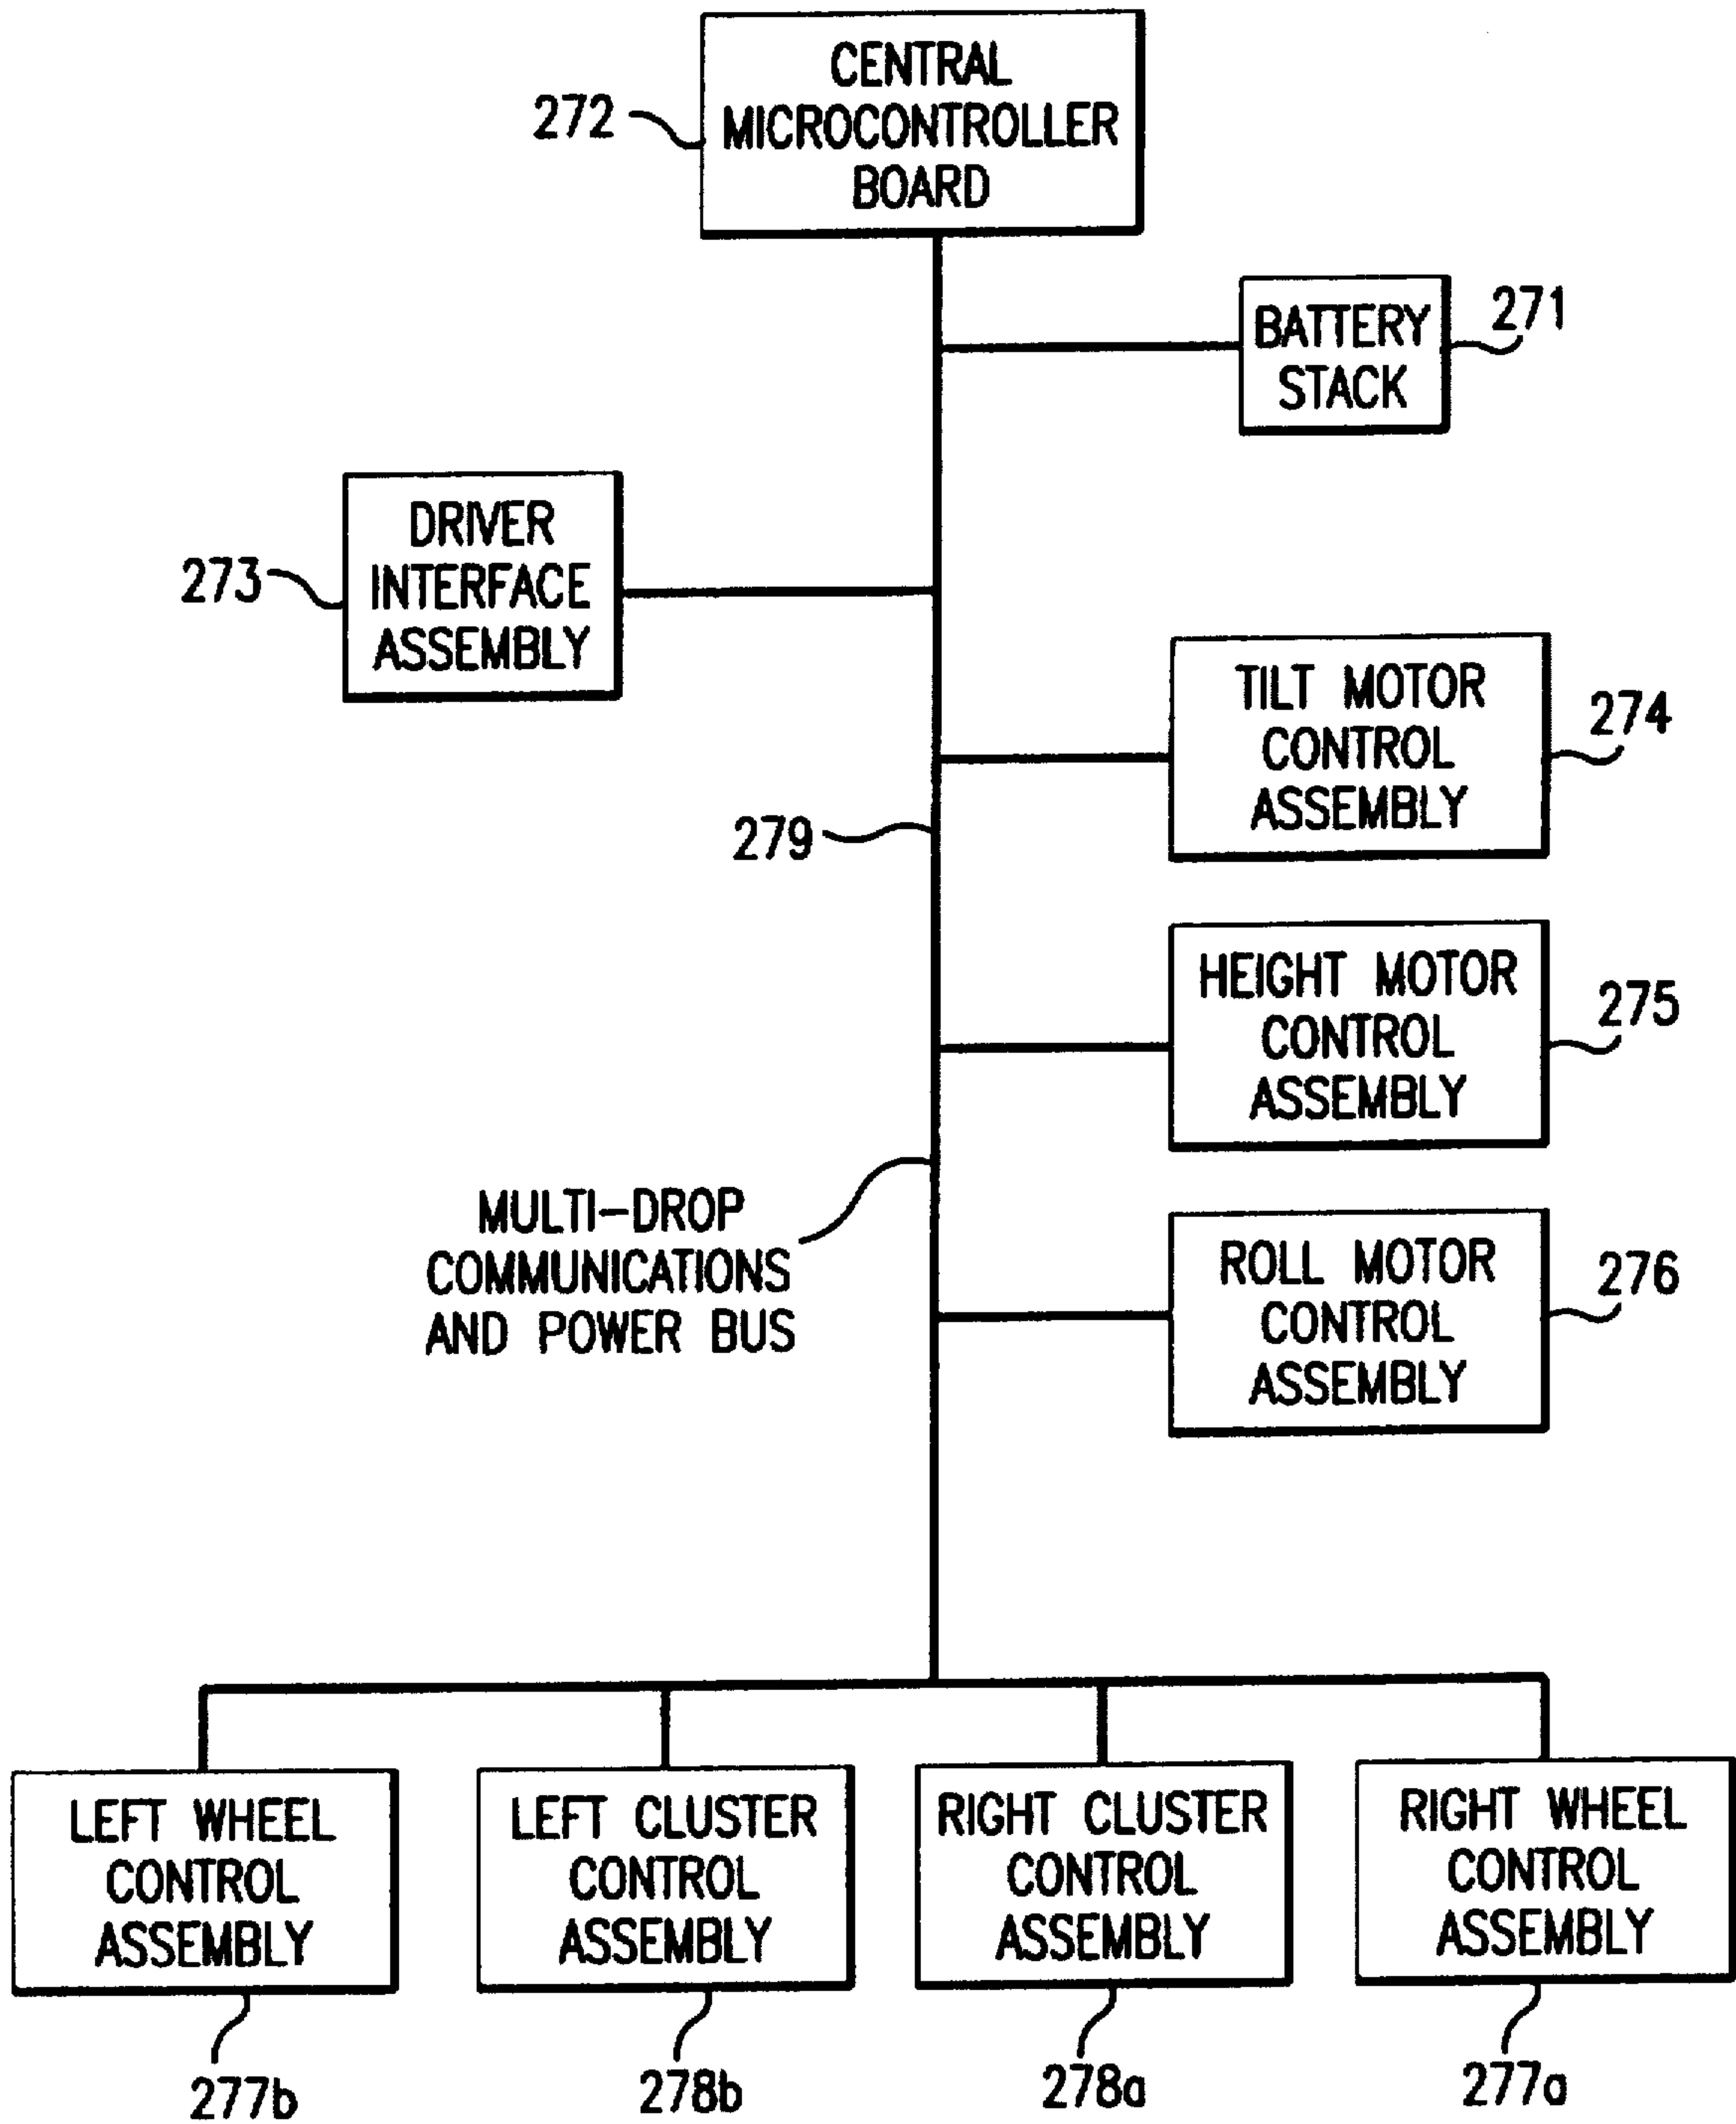 CENTRAL
MICROCONTROLLER
BOARD
272
BATTERY
STACK
271
DRIVER
INTERFACE
ASSEMBLY
273
TILT MOTOR
CONTROL
ASSEMBLY
274
279
HEIGHT MOTOR
CONTROL
ASSEMBLY
275
MULTI-DROP
COMMUNICATIONS
AND POWER BUS
ROLL MOTOR
CONTROL
ASSEMBLY
276
LEFT WHEEL
CONTROL
ASSEMBLY
277b
LEFT CLUSTER
CONTROL
ASSEMBLY
278b
RIGHT CLUSTER
CONTROL
ASSEMBLY
278a
RIGHT WHEEL
CONTROL
ASSEMBLY
277a